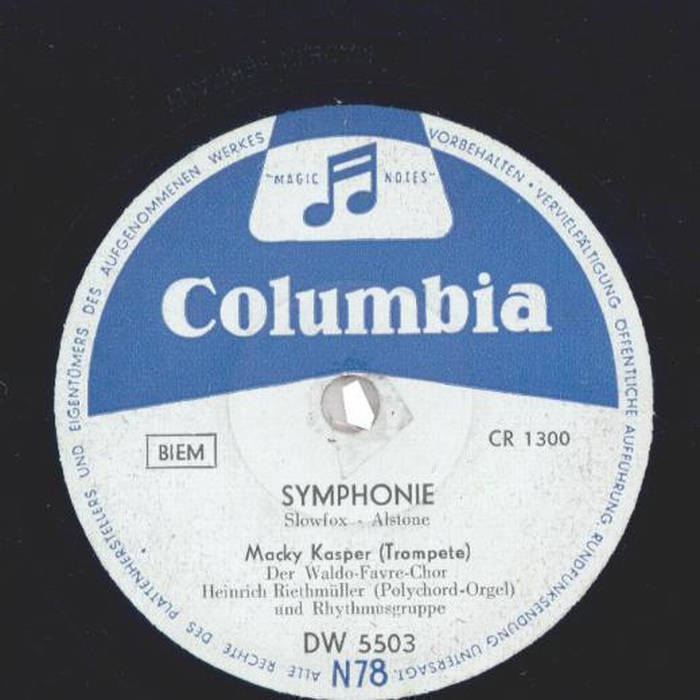 "MAGIC NOTES"
Columbia
BIEM
CR 1300
SYMPHONIE
Slowfox - Alstone
Macky Kasper (Trompete)
Der Waldo-Favre-Chor
Heinrich Riethmüller (Polychord-Orgel)
und Rhythmusgruppe
DW 5503
N78
ALLE RECHTE DES PLATTENHERSTELLERS UND EIGENTÜMERS DES AUFGENOMMENEN WERKES VORBEHALTEN • VERVIELFÄLTIGUNG ÖFFENTLICHE AUFFÜHRUNG, RUNDFUNKSENDUNG UNTERSAGT.